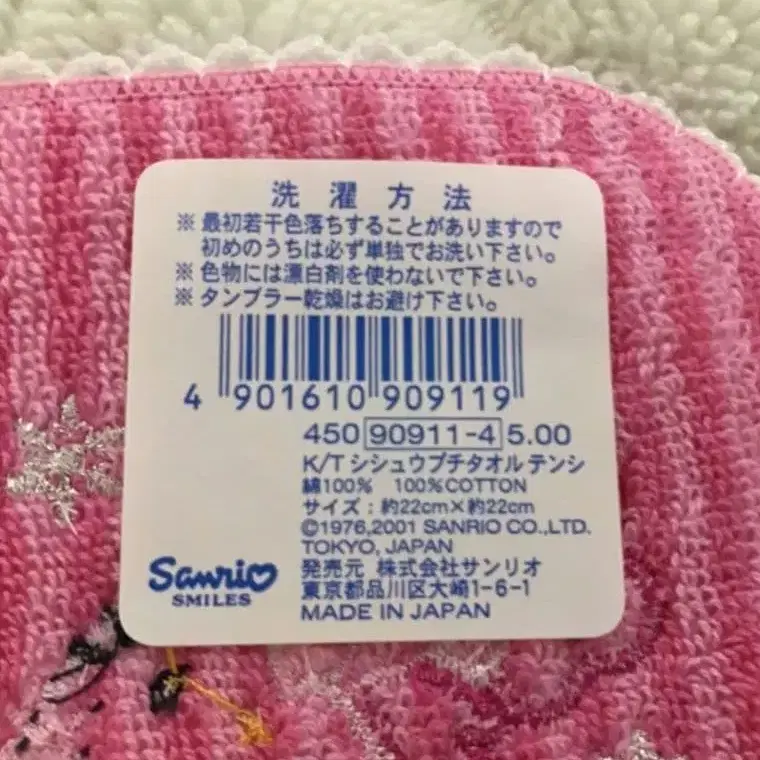 洗濯方法
※ 最初若干色落ちすることがありますので
初めのうちは必ず単独でお洗い下さい。
※ 色物には漂白剤を使わないで下さい。
※ タンブラー乾燥はお避け下さい。
4 901610 909119
450 90911-4 5.00
K/T シシュウプチタオル テンシ
綿100% 100%COTTON
サイズ：約22cm×約22cm
©1976,2001 SANRIO CO.,LTD.
TOKYO, JAPAN
発売元 株式会社サンリオ
東京都品川区大崎1-6-1
MADE IN JAPAN
Sanrio
SMILES